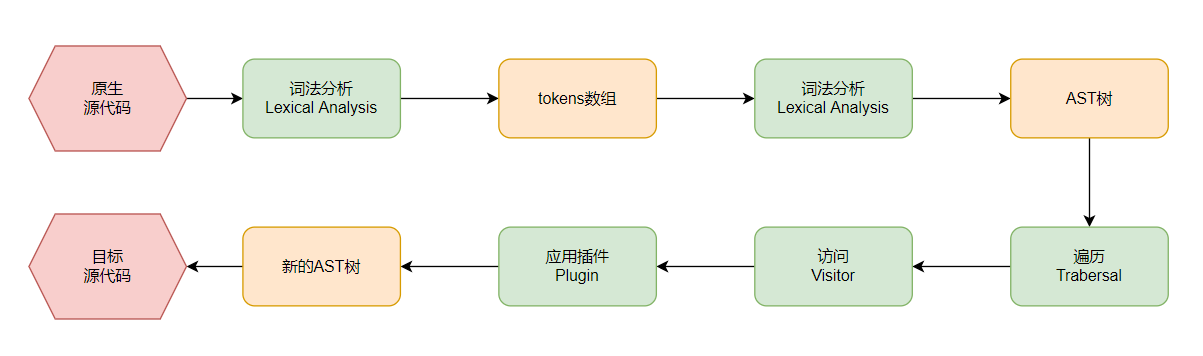 原生
源代码
词法分析
Lexical Analysis
tokens数组
词法分析
Lexical Analysis
AST树
目标
源代码
新的AST树
应用插件
Plugin
访问
Visitor
遍历
Trabersal